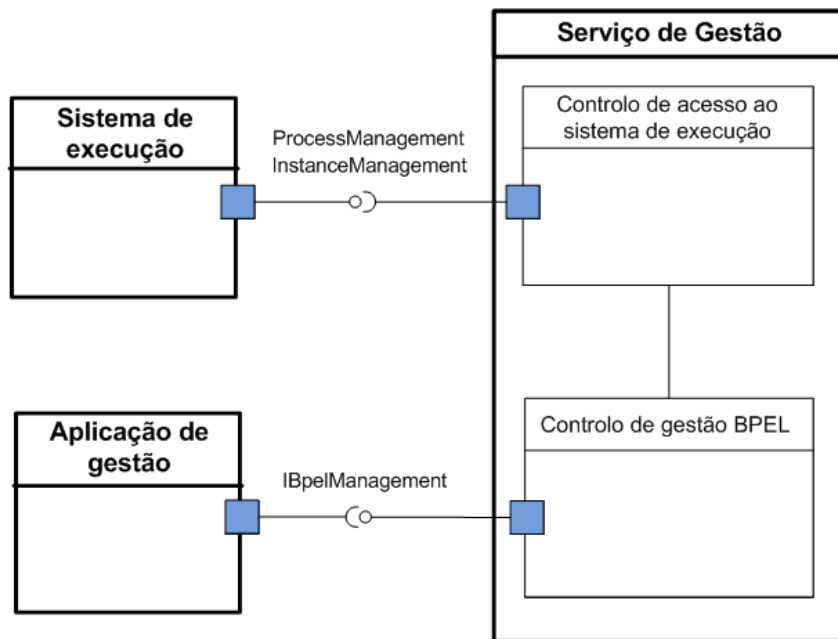 Serviço de Gestão
Sistema de
execução
ProcessManagement
InstanceManagement
Controlo de acesso ao
sistema de execução
Aplicação de
gestão
IBpelManagement
Controlo de gestão BPEL